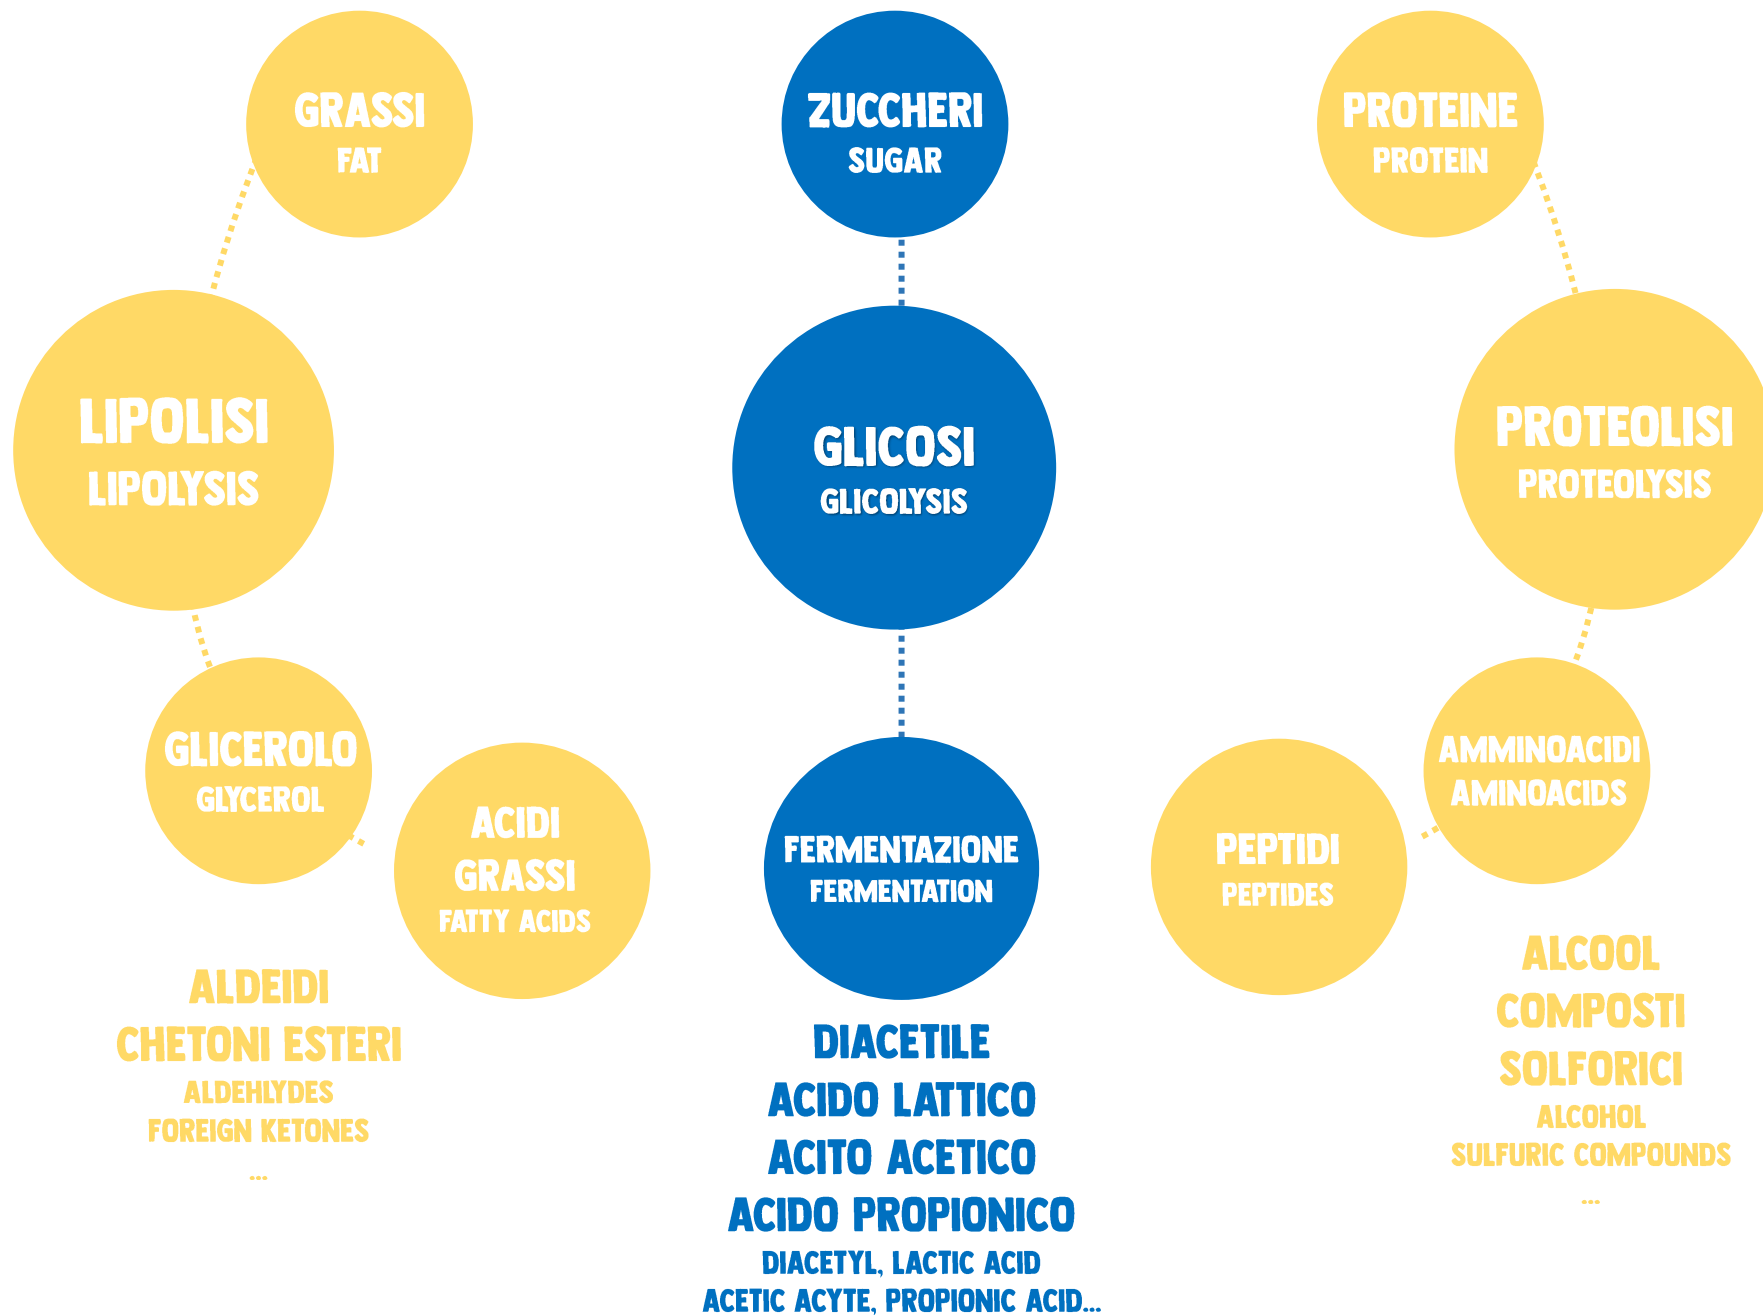 GRASSI
FAT
ZUCCHERI
SUGAR
PROTEINE
PROTEIN
LIPOLISI
LIPOLYSIS
GLICOSI
GLICOLYSIS
PROTEOLISI
PROTEOLYSIS
GLICEROLO
GLYCEROL
ACIDI
GRASSI
FATTY ACIDS
FERMENTAZIONE
FERMENTATION
PEPTIDI
PEPTIDES
AMMINOACIDI
AMINOACIDS
ALDEIDI
CHETONI ESTERI
ALDEHLYDES
FOREIGN KETONES
...
DIACETILE
ACIDO LATTICO
ACITO ACETICO
ACIDO PROPIONICO
DIACETYL, LACTIC ACID
ACETIC ACYTE, PROPIONIC ACID...
ALCOOL
COMPOSTI
SOLFORICI
ALCOHOL
SULFURIC COMPOUNDS
...